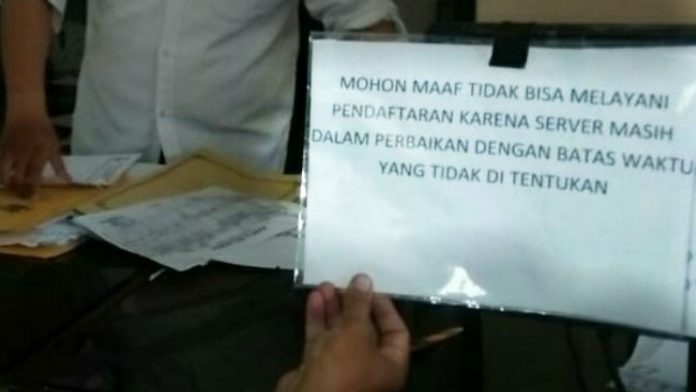 MOHON MAAF TIDAK BISA MELAYANI
PENDAFTARAN KARENA SERVER MASIH
DALAM PERBAIKAN DENGAN BATAS WAKTU
YANG TIDAK DI TENTUKAN